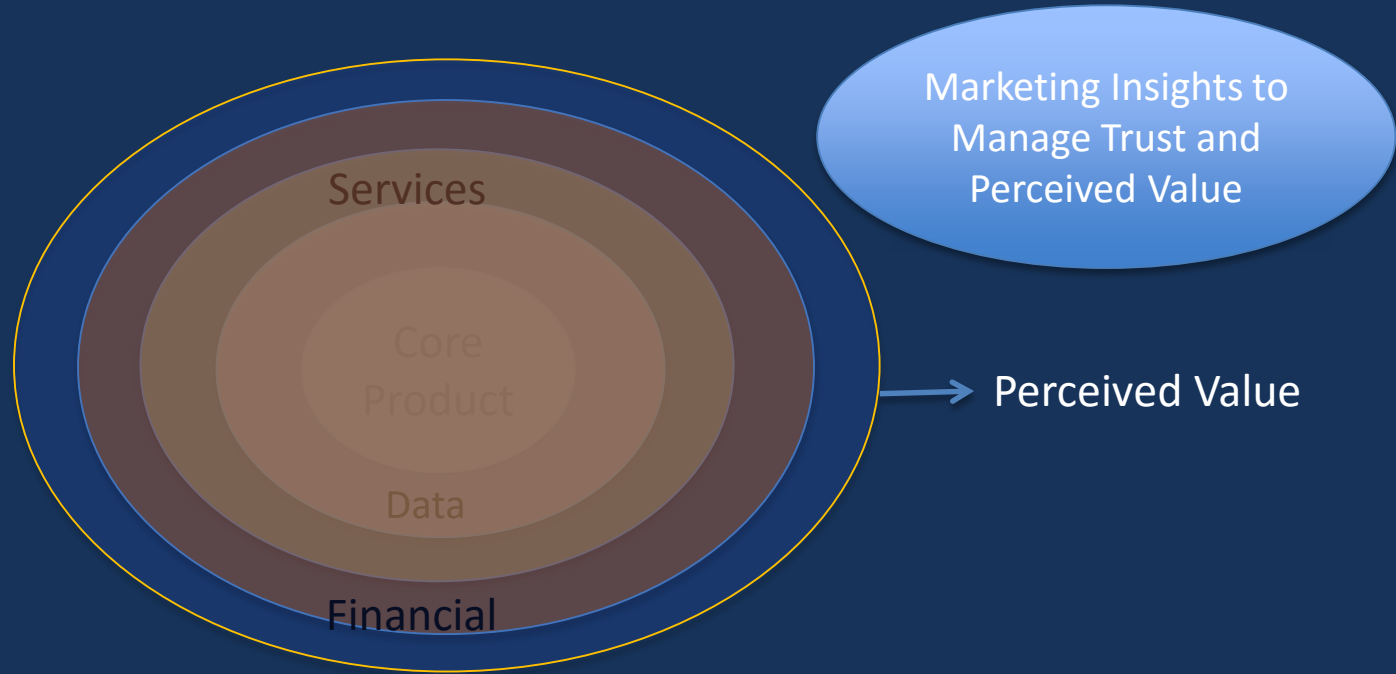 Marketing Insights to
Manage Trust and
Perceived Value
Services
Core
Product
Perceived Value
Data
Financial